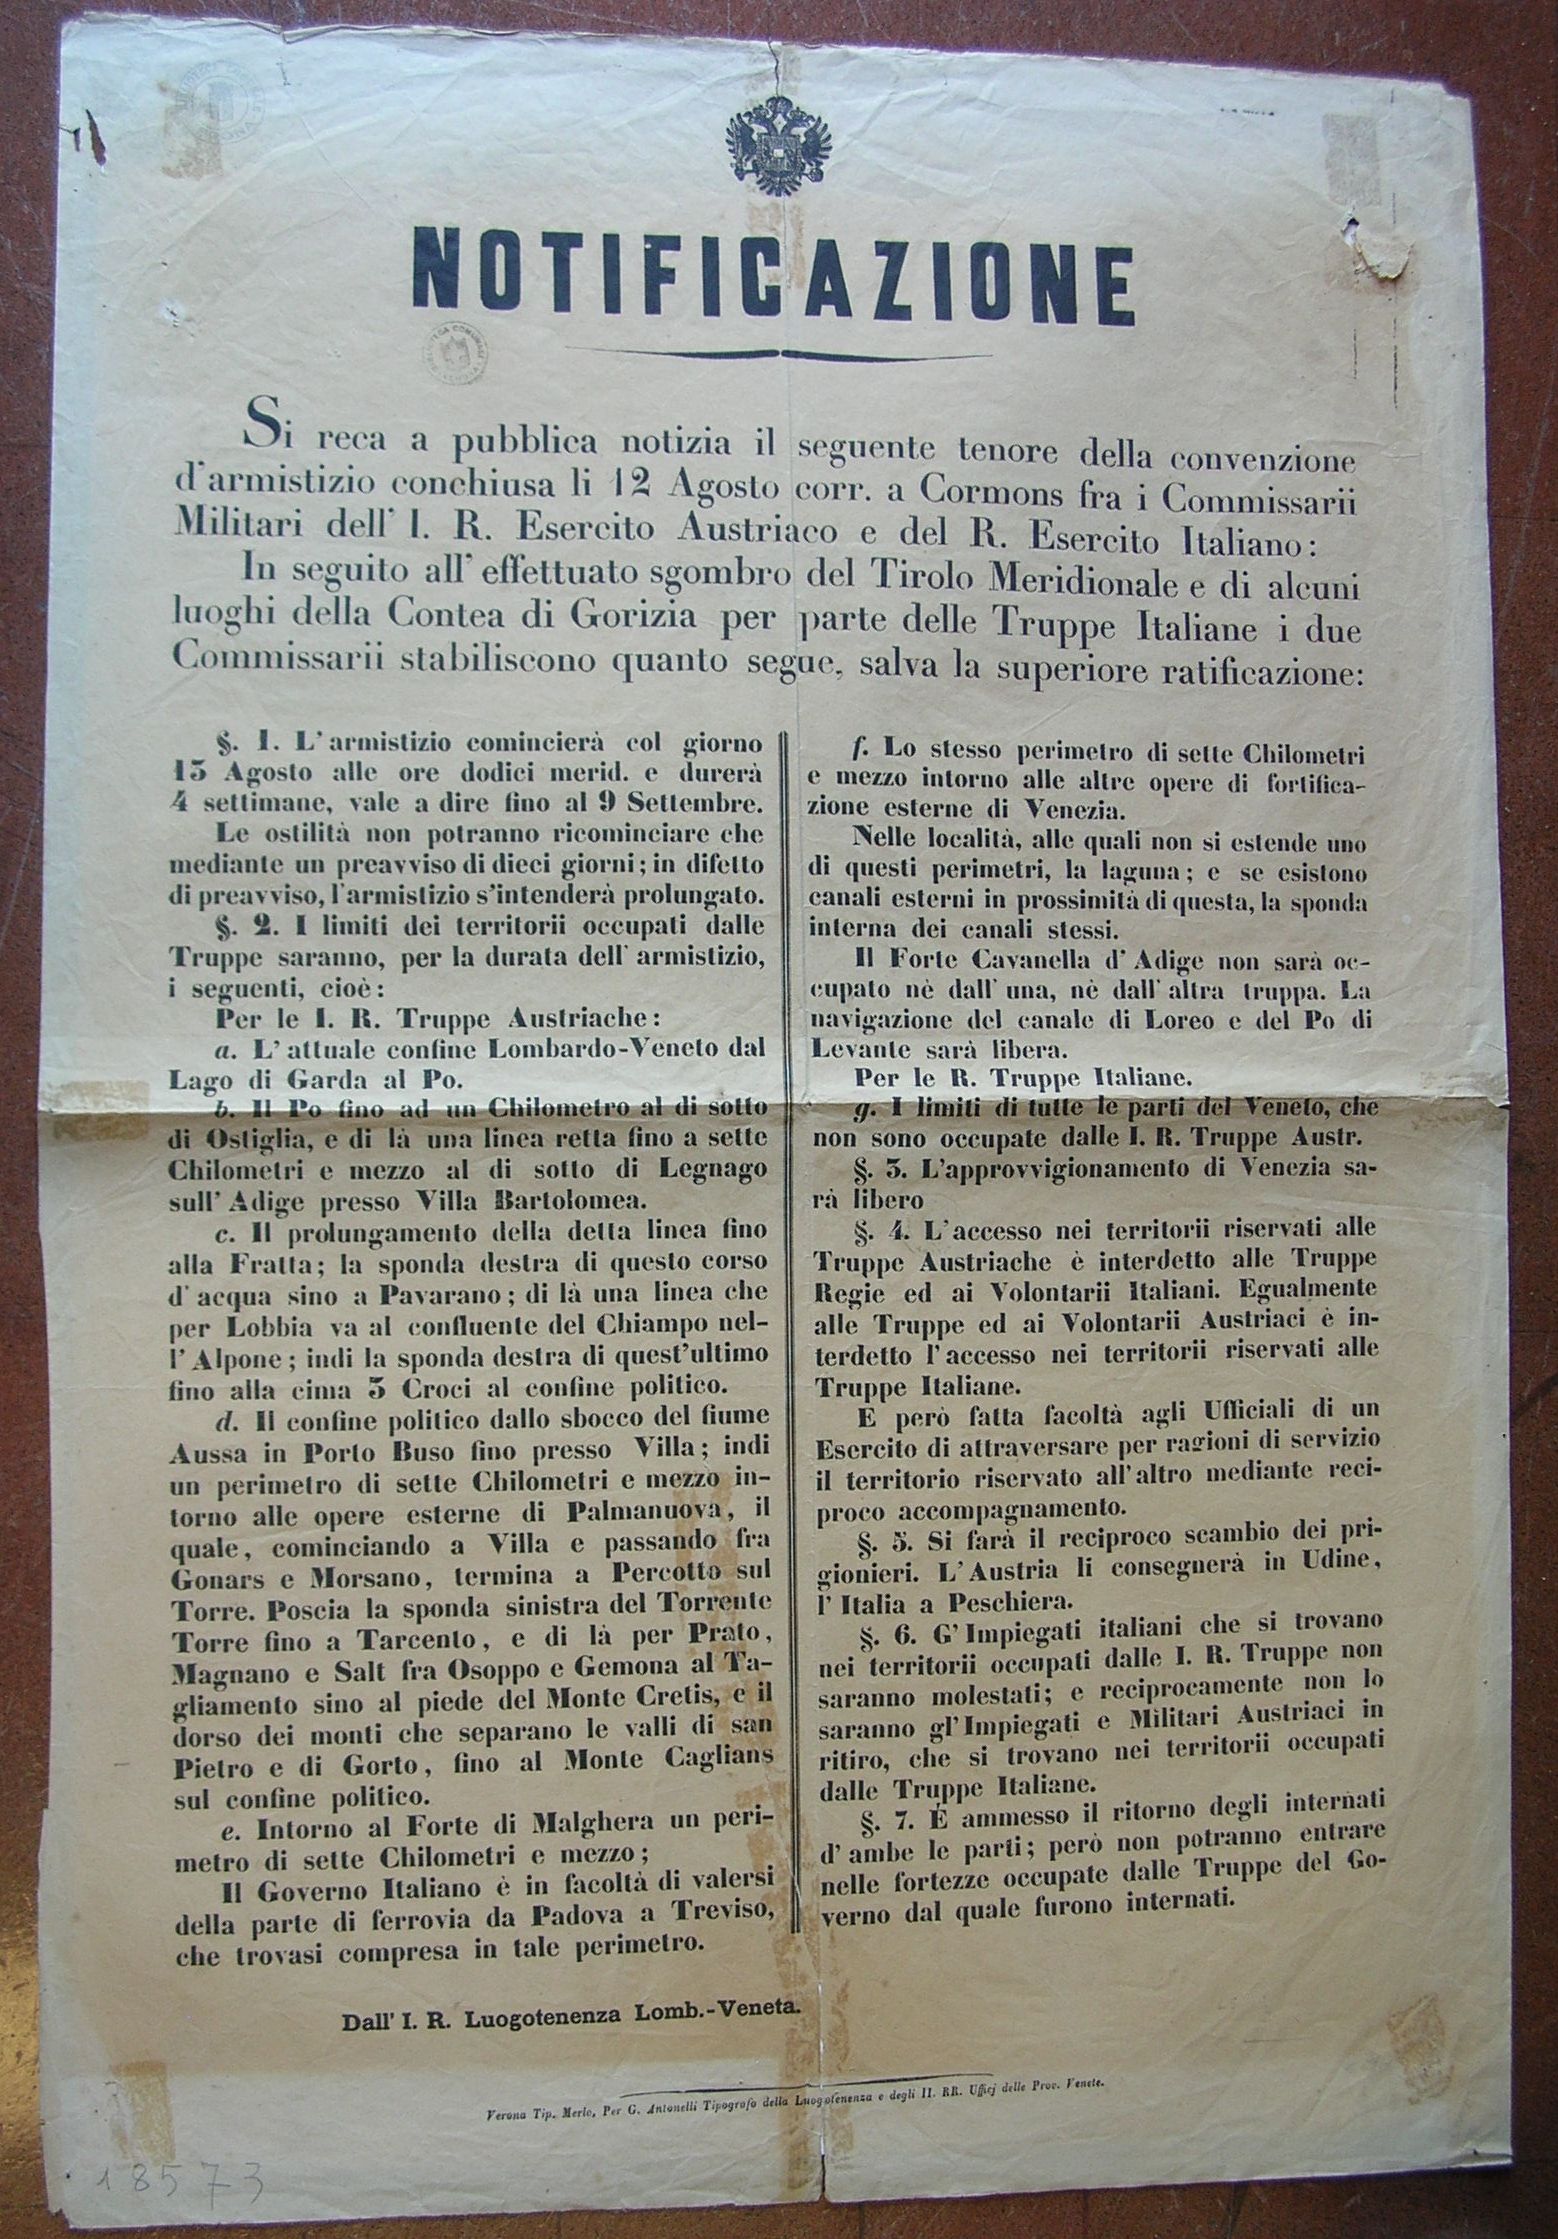 NOTIFICAZIONE
Si reca a pubblica notizia il seguente tenore della convenzione
d'armistizio conchiusa li 12 Agosto corr. a Cormons fra i Commissarii
Militari dell' I. R. Esercito Austriaco e del R. Esercito Italiano:
In seguito all' effettuato sgombro del Tirolo Meridionale e di alcuni
luoghi della Contea di Gorizia per parte delle Truppe Italiane i due
Commissarii stabiliscono quanto segue, salva la superiore ratificazione:
§. 1. L'armistizio comincierà col giorno
13 Agosto alle ore dodici merid. e durerà
4 settimane, vale a dire fino al 9 Settembre.
Le ostilità non potranno ricominciare che
mediante un preavviso di dieci giorni; in difetto
di preavviso, l'armistizio s'intenderà prolungato.
§. 2. I limiti dei territorii occupati dalle
Truppe saranno, per la durata dell' armistizio,
i seguenti, cioè:
Per le I. R. Truppe Austriache:
a. L'attuale confine Lombardo-Veneto dal
Lago di Garda al Po.
b. Il Po fino ad un Chilometro al di sotto
di Ostiglia, e di là una linea retta fino a sette
Chilometri e mezzo al di sotto di Legnago
sull' Adige presso Villa Bartolomea.
c. Il prolungamento della detta linea fino
alla Fratta; la sponda destra di questo corso
d'acqua sino a Pavarano; di là una linea che
per Lobbia va al confluente del Chiampo nel-
l'Alpone; indi la sponda destra di quest'ultimo
fino alla cima 3 Croci al confine politico.
d. Il confine politico dallo sbocco del fiume
Aussa in Porto Buso fino presso Villa; indi
un perimetro di sette Chilometri e mezzo in-
torno alle opere esterne di Palmanuova, il
quale, cominciando a Villa e passando fra
Gonars e Morsano, termina a Percotto sul
Torre. Poscia la sponda sinistra del Torrente
Torre fino a Tarcento, e di là per Prato,
Magnano e Salt fra Osoppo e Gemona al Ta-
gliamento sino al piede del Monte Cretis, e il
dorso dei monti che separano le valli di san
Pietro e di Gorto, fino al Monte Caglians
sul confine politico.
e. Intorno al Forte di Malghera un peri-
metro di sette Chilometri e mezzo;
Il Governo Italiano è in facoltà di valersi
della parte di ferrovia da Padova a Treviso,
che trovasi compresa in tale perimetro.
f. Lo stesso perimetro di sette Chilometri
e mezzo intorno alle altre opere di fortifica-
zione esterne di Venezia.
Nelle località, alle quali non si estende uno
di questi perimetri, la laguna; e se esistono
canali esterni in prossimità di questa, la sponda
interna dei canali stessi.
Il Forte Cavanella d'Adige non sarà oc-
cupato nè dall' una, nè dall' altra truppa. La
navigazione del canale di Loreo e del Po di
Levante sarà libera.
Per le R. Truppe Italiane.
g. I limiti di tutte le parti del Veneto, che
non sono occupate dalle I. R. Truppe Austr.
§. 3. L'approvvigionamento di Venezia sa-
rà libero
§. 4. L'accesso nei territorii riservati alle
Truppe Austriache è interdetto alle Truppe
Regie ed ai Volontarii Italiani. Egualmente
alle Truppe ed ai Volontarii Austriaci è in-
terdetto l'accesso nei territorii riservati alle
Truppe Italiane.
E però fatta facoltà agli Ufficiali di un
Esercito di attraversare per ragioni di servizio
il territorio riservato all'altro mediante reci-
proco accompagnamento.
§. 5. Si farà il reciproco scambio dei pri-
gionieri. L'Austria li consegnerà in Udine,
l'Italia a Peschiera.
§. 6. G'Impiegati italiani che si trovano
nei territorii occupati dalle I. R. Truppe non
saranno molestati; e reciprocamente non lo
saranno gl'Impiegati e Militari Austriaci in
ritiro, che si trovano nei territorii occupati
dalle Truppe Italiane.
§. 7. È ammesso il ritorno degli internati
d'ambe le parti; però non potranno entrare
nelle fortezze occupate dalle Truppe del Go-
verno dal quale furono internati.
Dall' I. R. Luogotenenza Lomb.-Veneta.
Verona Tip. Merlo, Per G. Antonelli Tipografo della Luogotenenza e degli II. RR. Ufficj delle Prov. Venete.
18573